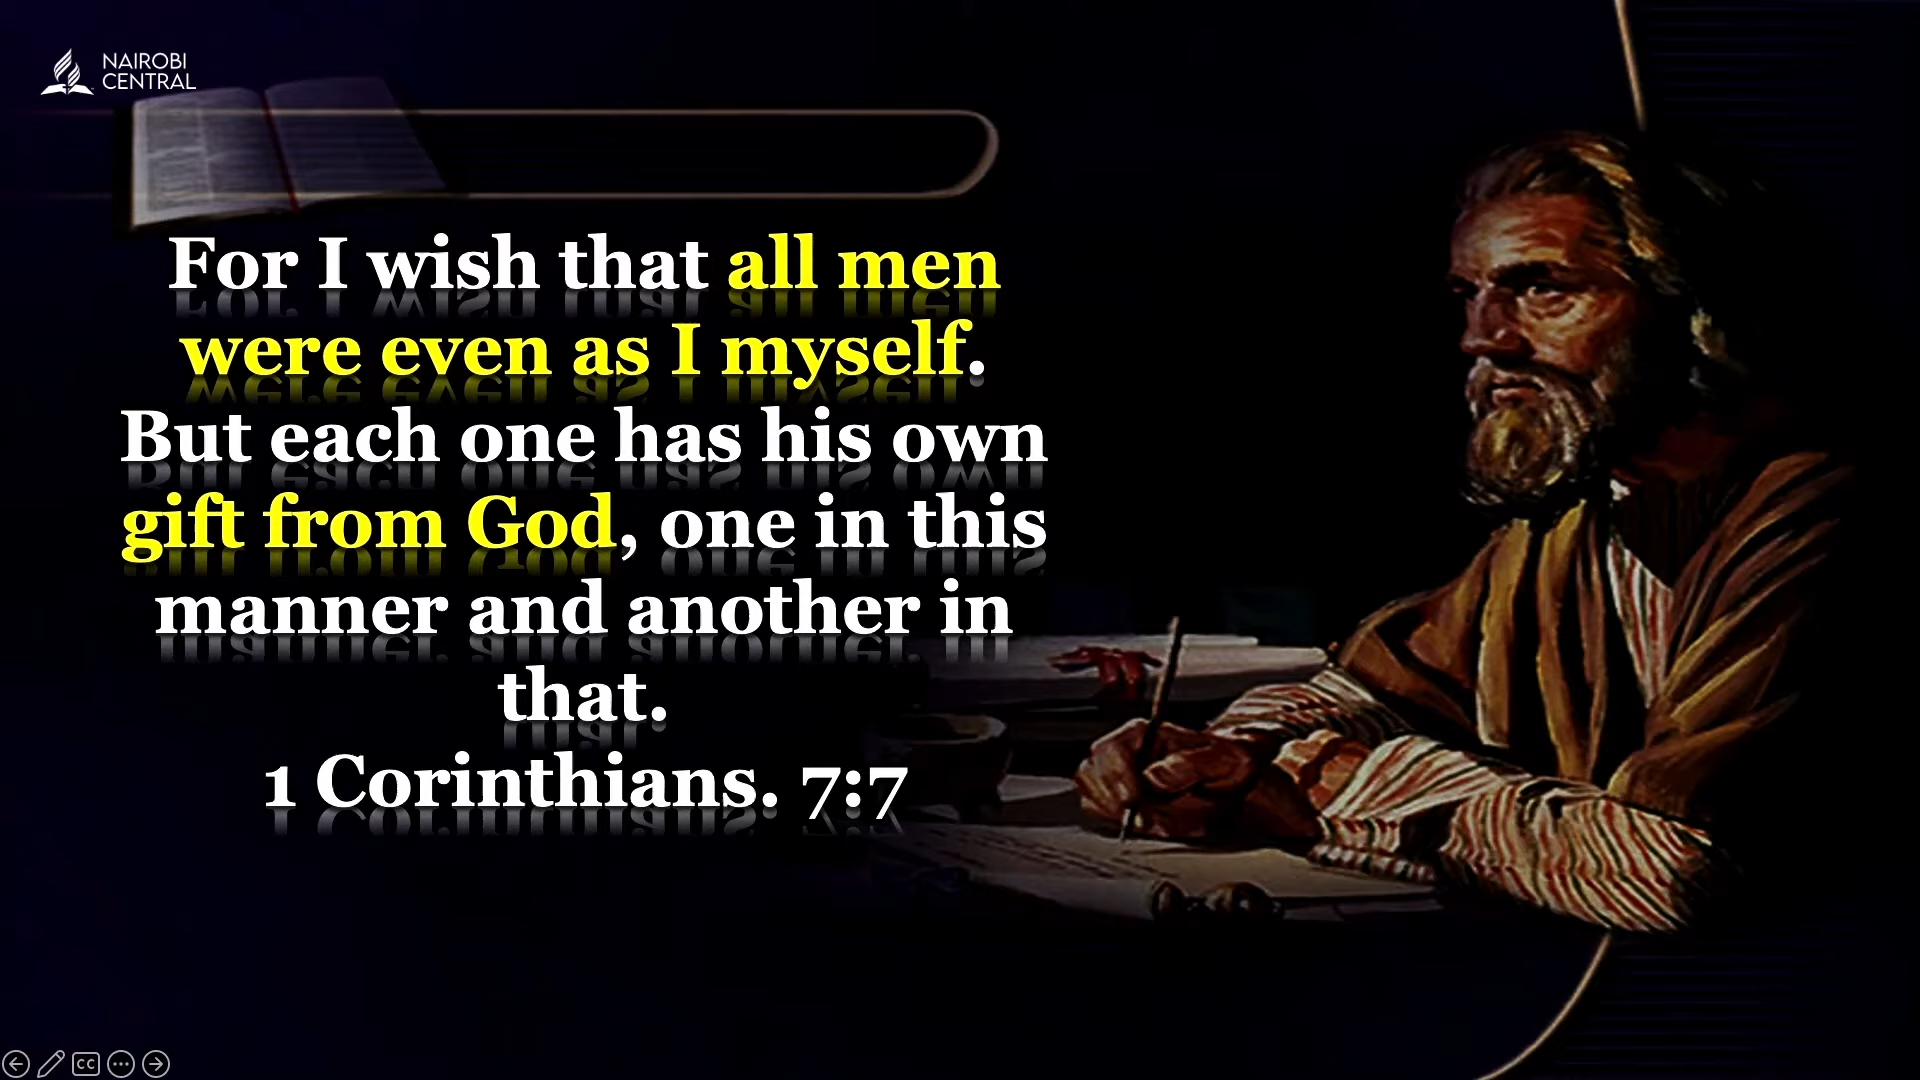 NAIROBI
CENTRAL
For I wish that all men
were even as I myself.
But each one has his own
gift from God, one in this
manner and another in
that.
1 Corinthians. 7:7
CC